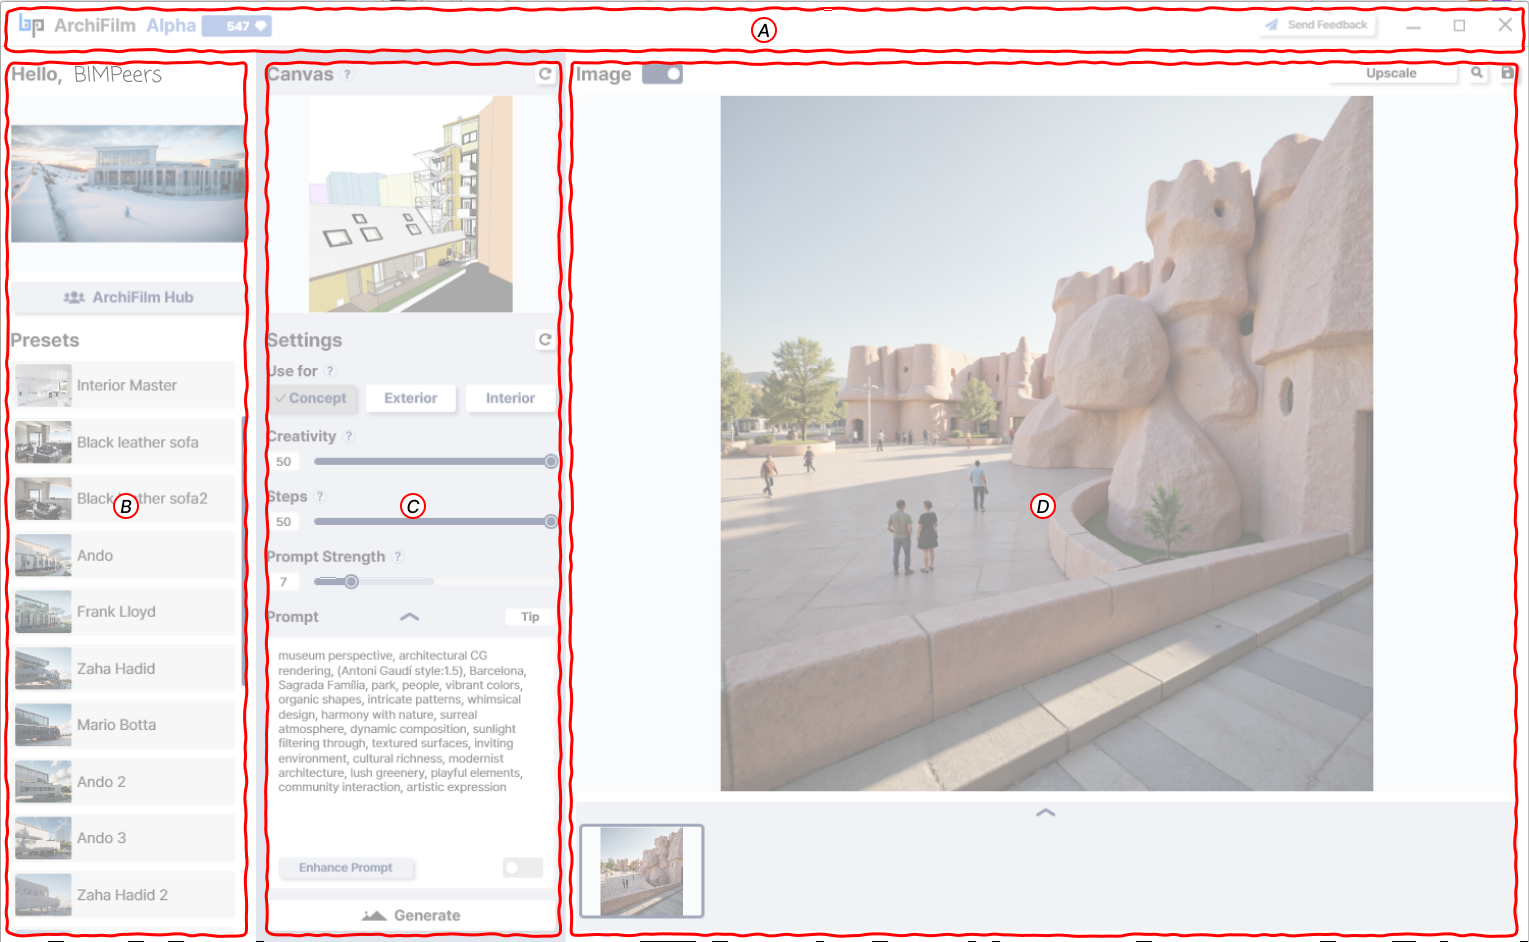 bp ArchiFilm Alpha 547
A
Send Feedback
Hello, BIMPeers
ArchiFilm Hub
Presets
Interior Master
Black leather sofa
Black leather sofa2
B
Ando
Frank Lloyd
Zaha Hadid
Mario Botta
Ando 2
Ando 3
Zaha Hadid 2
Canvas ?
Settings
Use for ?
Concept Exterior Interior
Creativity ?
50
Steps ?
C
50
Prompt Strength ?
7
Prompt Tip
museum perspective, architectural CG
rendering, (Antoni Gaudí style:1.5), Barcelona,
Sagrada Família, park, people, vibrant colors,
organic shapes, intricate patterns, whimsical
design, harmony with nature, surreal
atmosphere, dynamic composition, sunlight
filtering through, textured surfaces, inviting
environment, cultural richness, modernist
architecture, lush greenery, playful elements,
community interaction, artistic expression
Enhance Prompt
Generate
Image
Upscale
D